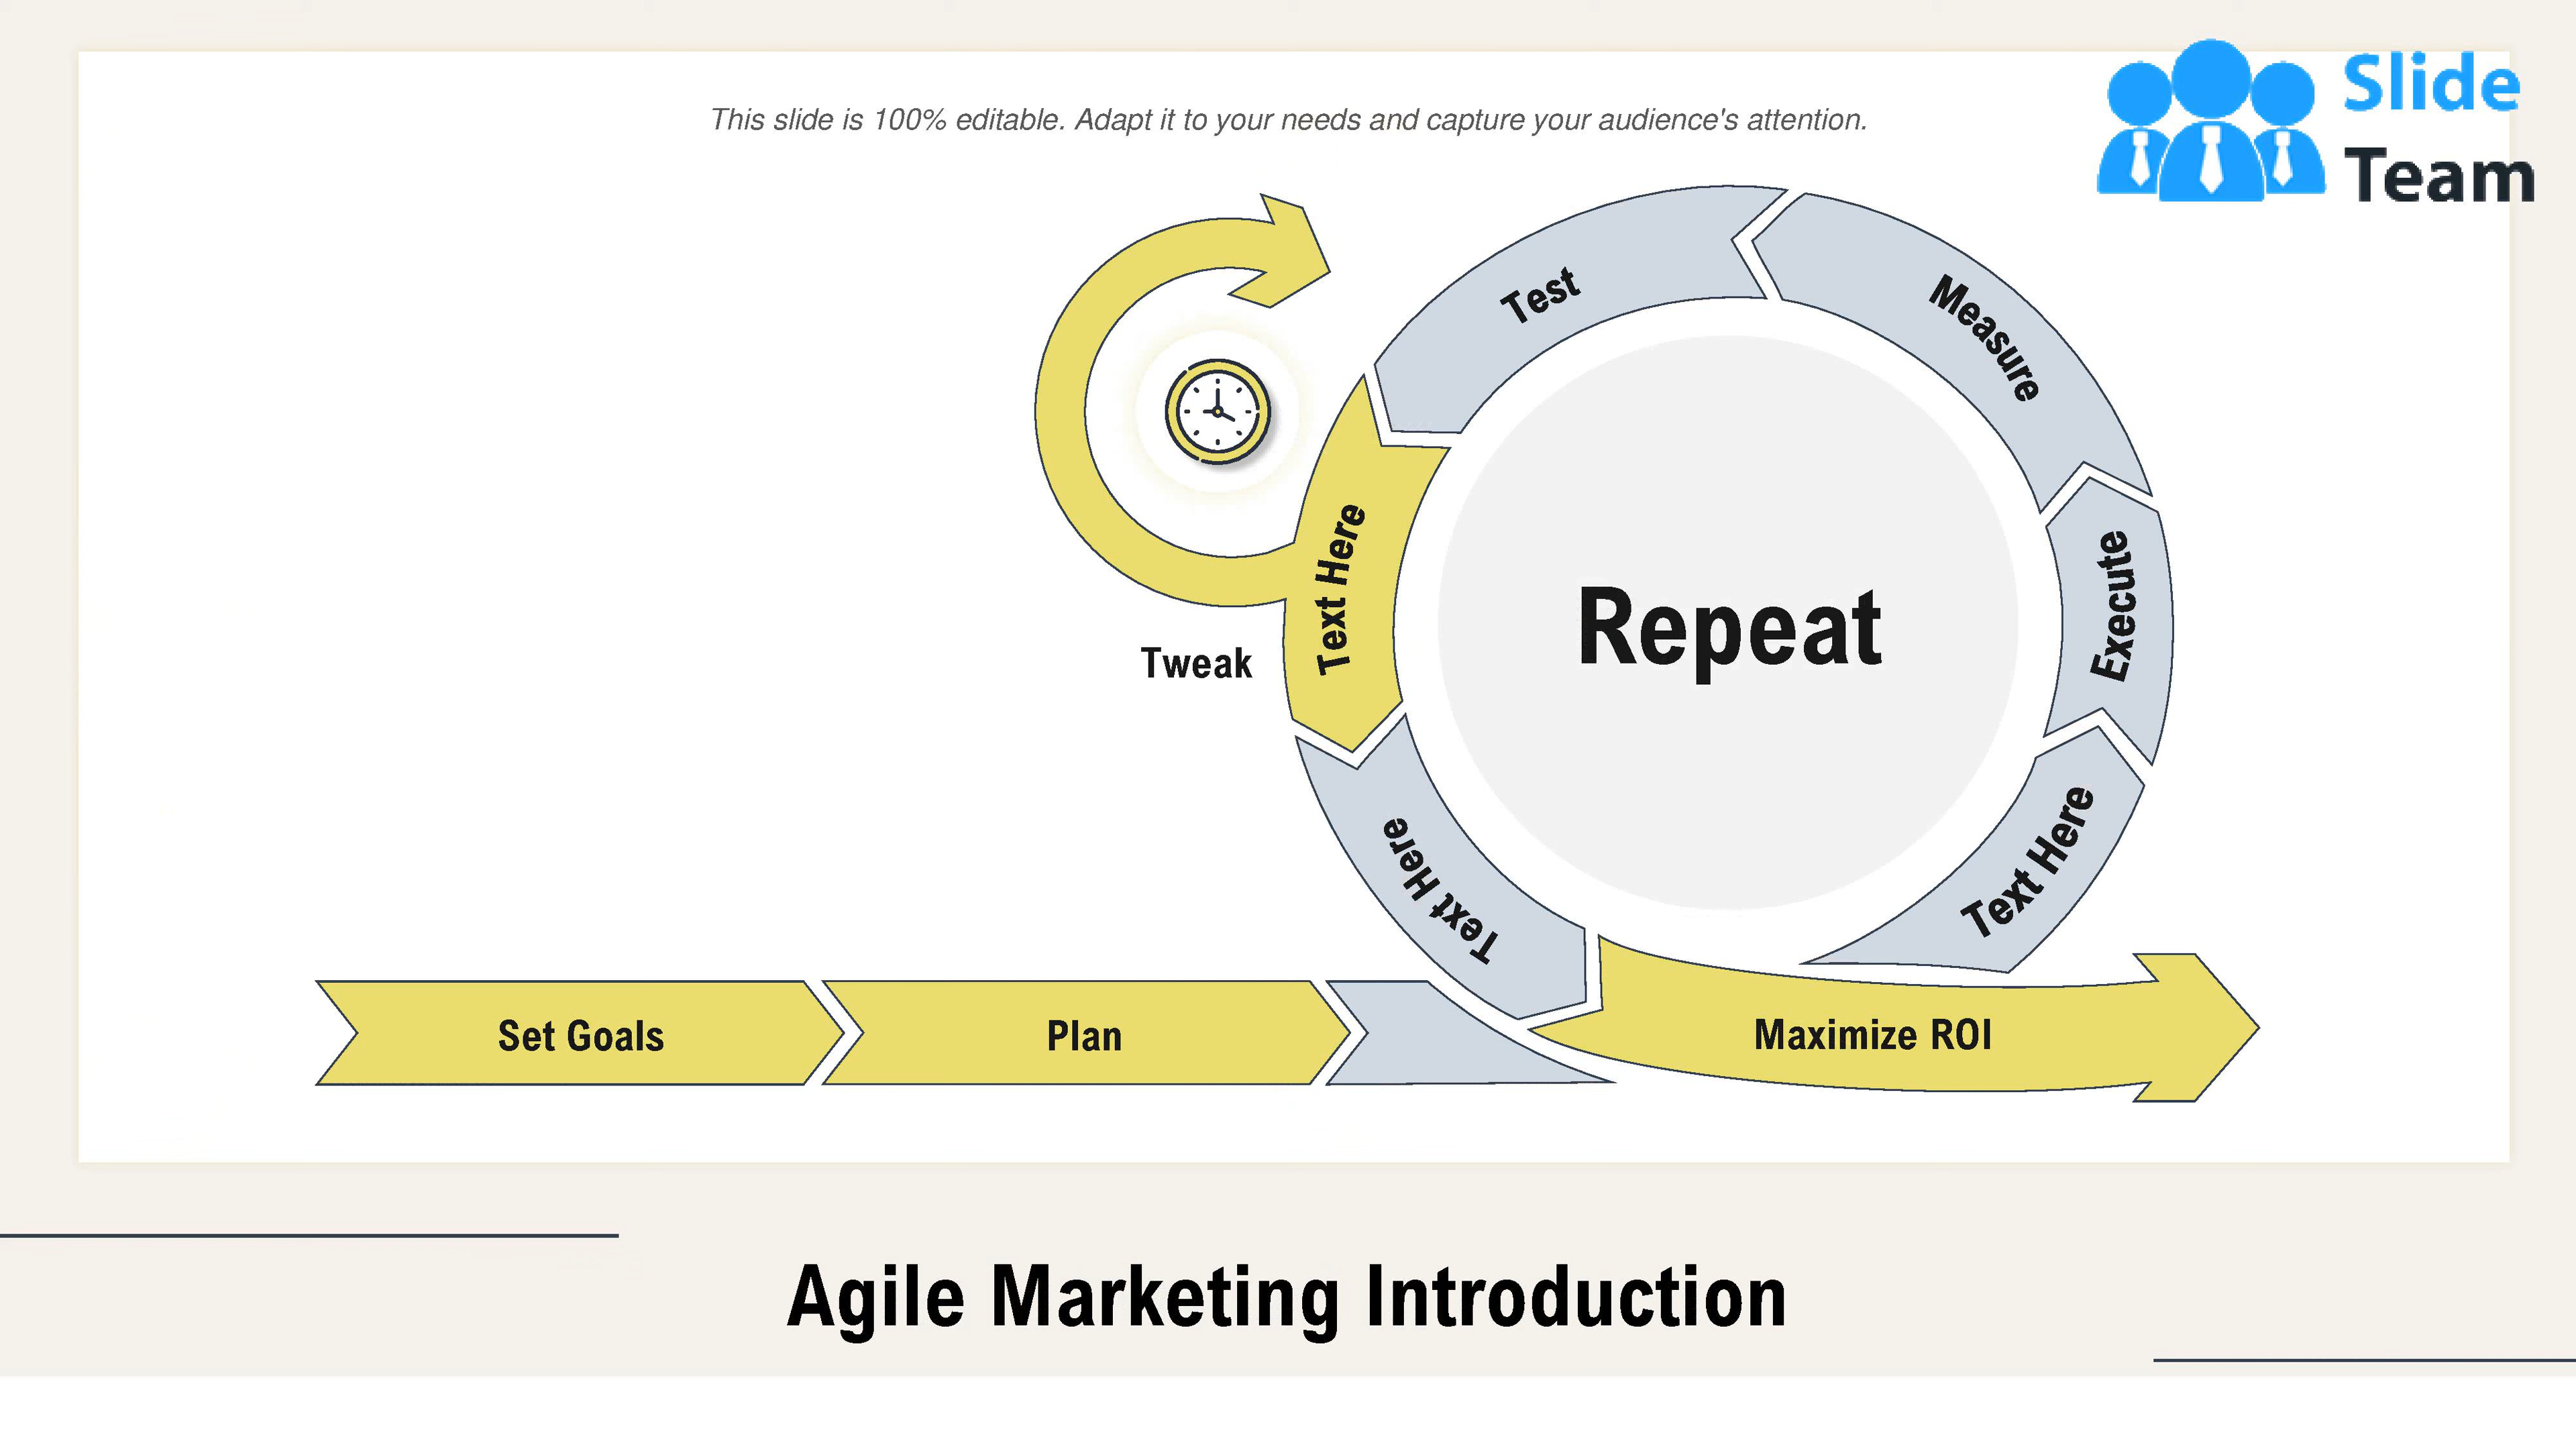 This slide is 100% editable. Adapt it to your needs and capture your audience's attention.
Slide
Team
Test
Measure
Execute
Text Here
Text Here
Text Here
Repeat
Tweak
Set Goals
Plan
Maximize ROI
Agile Marketing Introduction